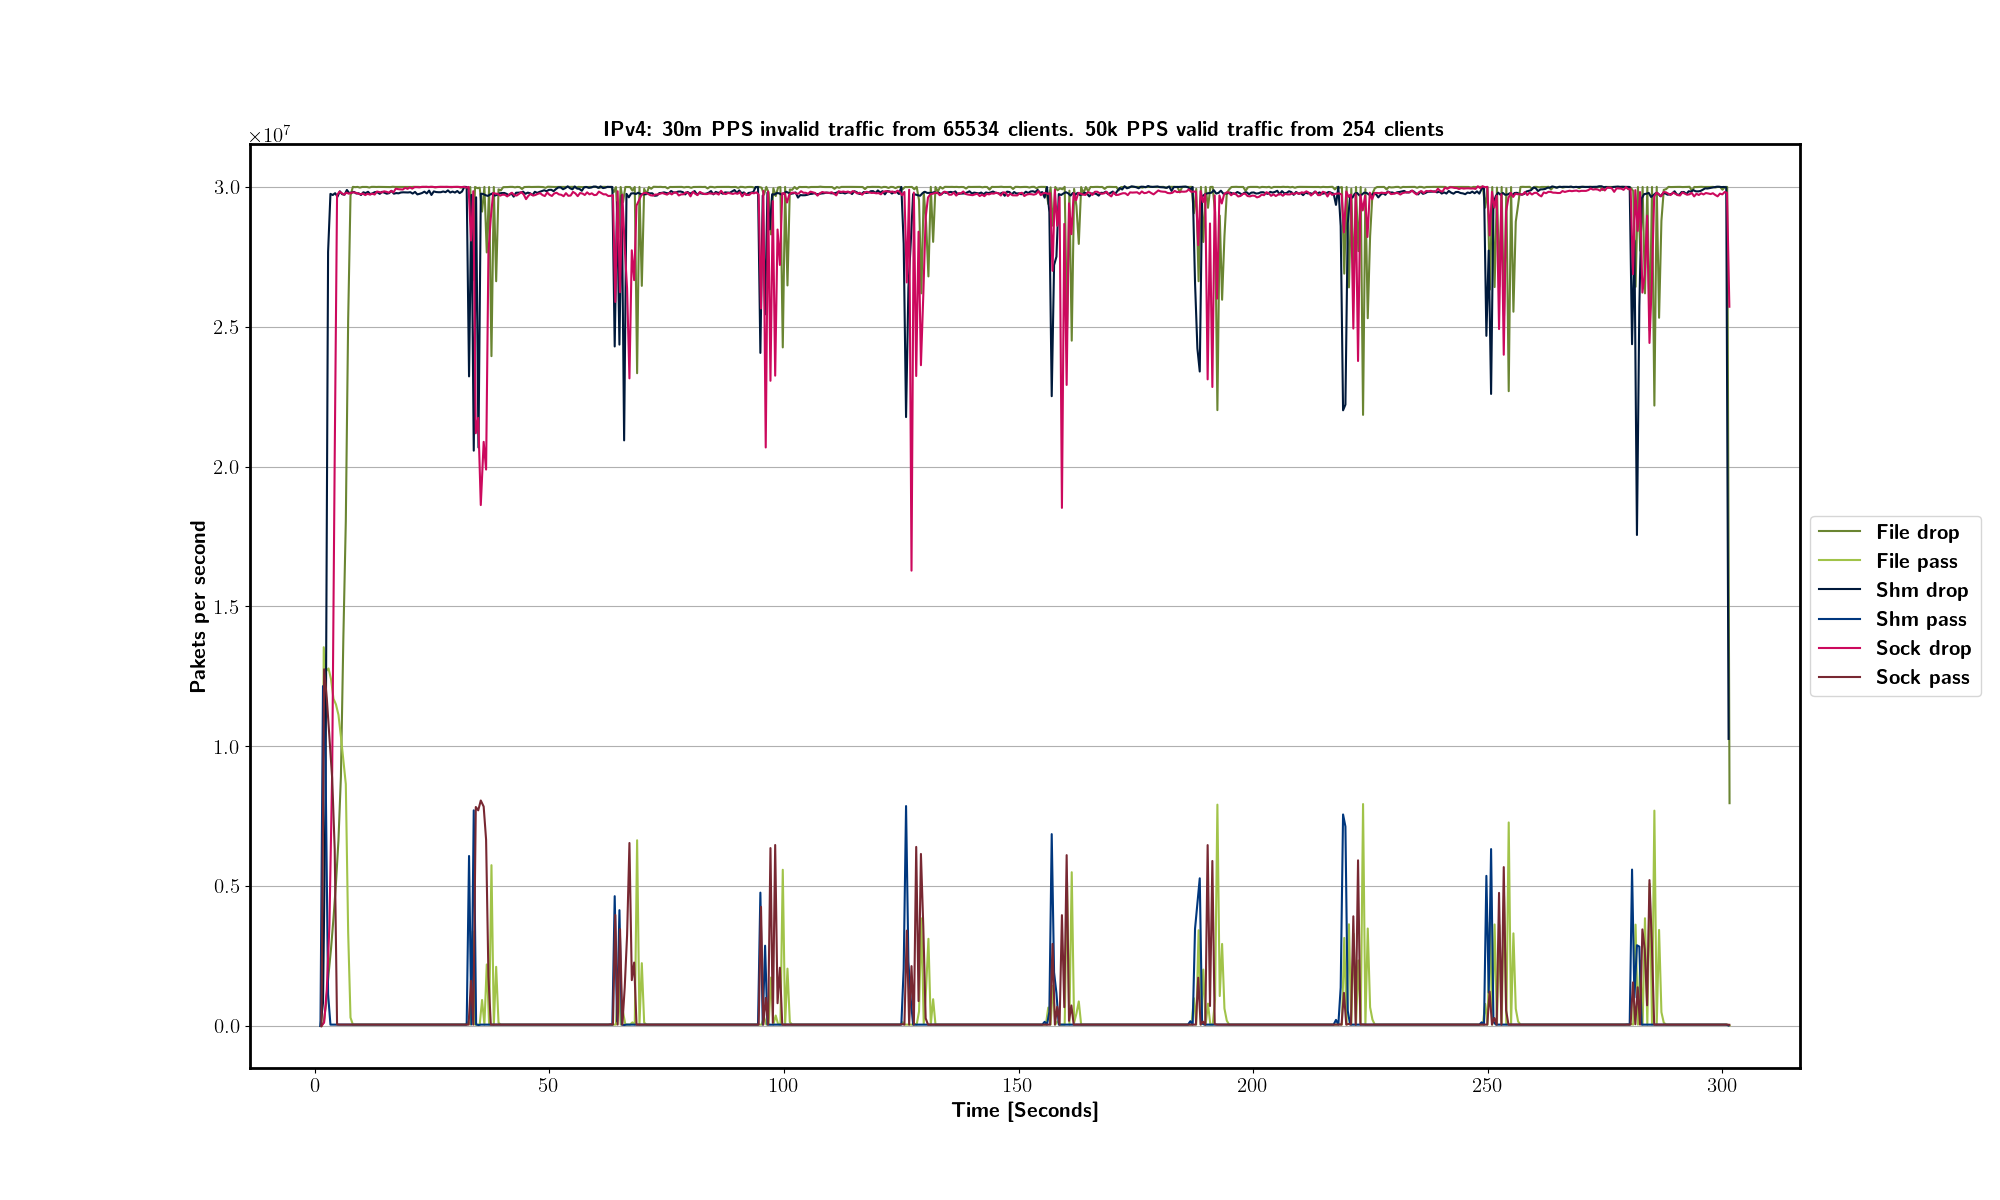 IPv4: 30m PPS invalid traffic from 65534 clients. 50k PPS valid traffic from 254 clients
×10⁷
3.0
2.5
2.0
1.5
1.0
0.5
0.0
Pakets per second
0 50 100 150 200 250 300
Time [Seconds]
File drop
File pass
Shm drop
Shm pass
Sock drop
Sock pass